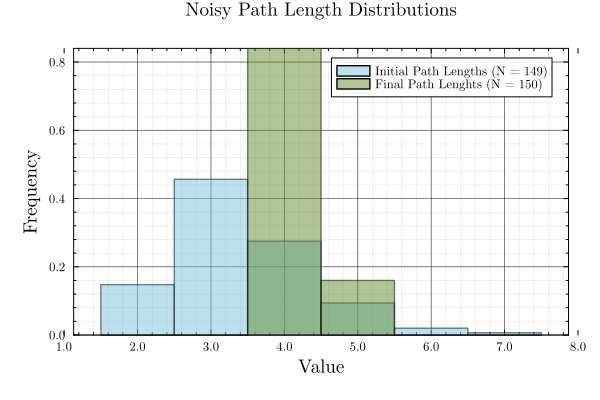 Noisy Path Length Distributions
Initial Path Lengths (N = 149)
Final Path Lenghts (N = 150)
Frequency
0.8
0.6
0.4
0.2
0.0
1.0 2.0 3.0 4.0 5.0 6.0 7.0 8.0
Value